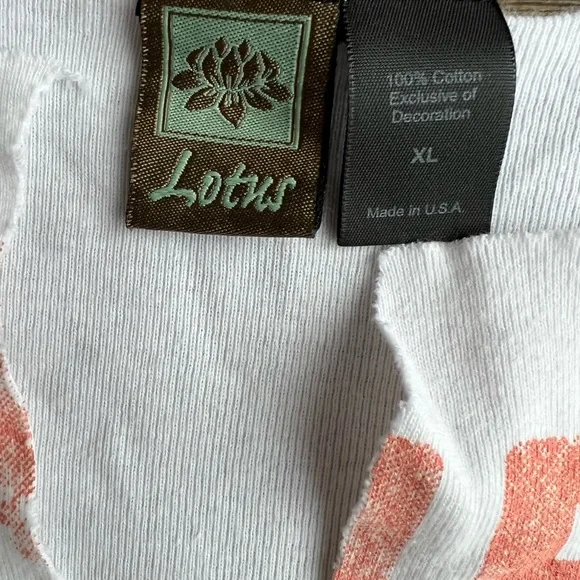 Lotus
100% Cotton
Exclusive of
Decoration
XL
Made in U.S.A.